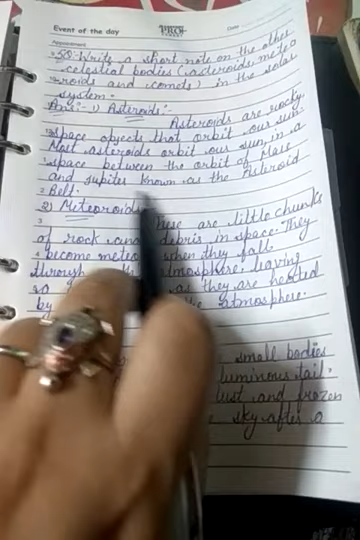 Event of the day
Date
Appointment
Write a short note on the other
celestial bodies (asteroids, meteo
roids and comets) in the solar
system.
Ans:- 1) Asteroids:-
Asteroids are rocky
space objects that orbit our sun.
Most asteroids orbit our sun in a
space between the orbit of Mars
and Jupiter known as the Asteroid
Belt.
2) Meteoroids
These are little chunks
of rock and debris in space. They
become meteo when they fall
through atmosphere, leaving
as they are heated
by the atmosphere.
small bodies
luminous tail.
dust and frozen
sky after a